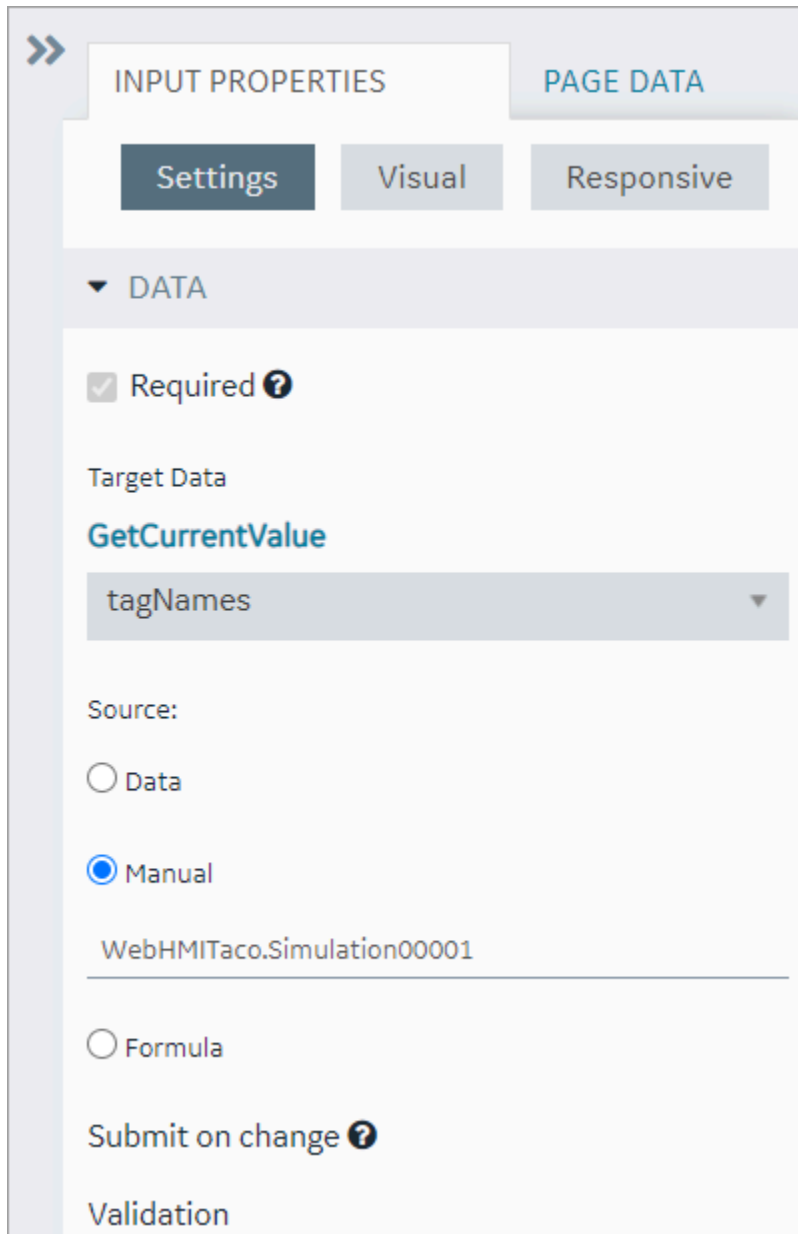 INPUT PROPERTIES PAGE DATA
Settings Visual Responsive
DATA
Required ?
Target Data
GetCurrentValue
tagNames
Source:
Data
Manual
WebHMITaco.Simulation00001
Formula
Submit on change ?
Validation